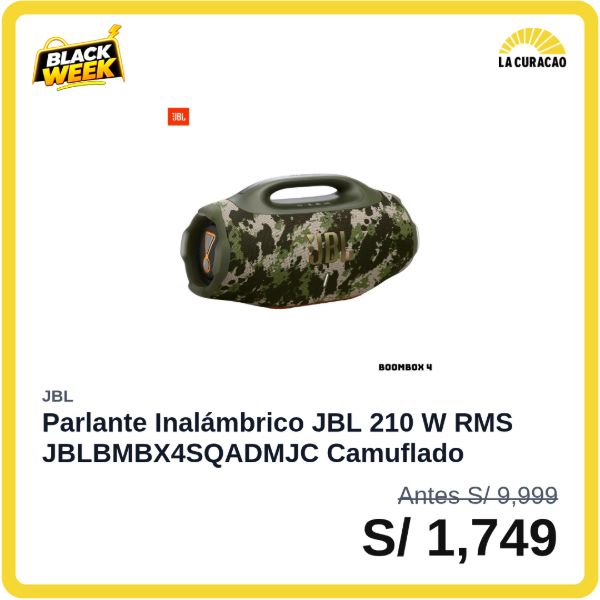 BLACK
WEEK
LA CURACAO
JBL
JBL
BOOMBOX 4
JBL
Parlante Inalámbrico JBL 210 W RMS
JBLBMBX4SQADMJC Camuflado
Antes S/ 9,999
S/ 1,749